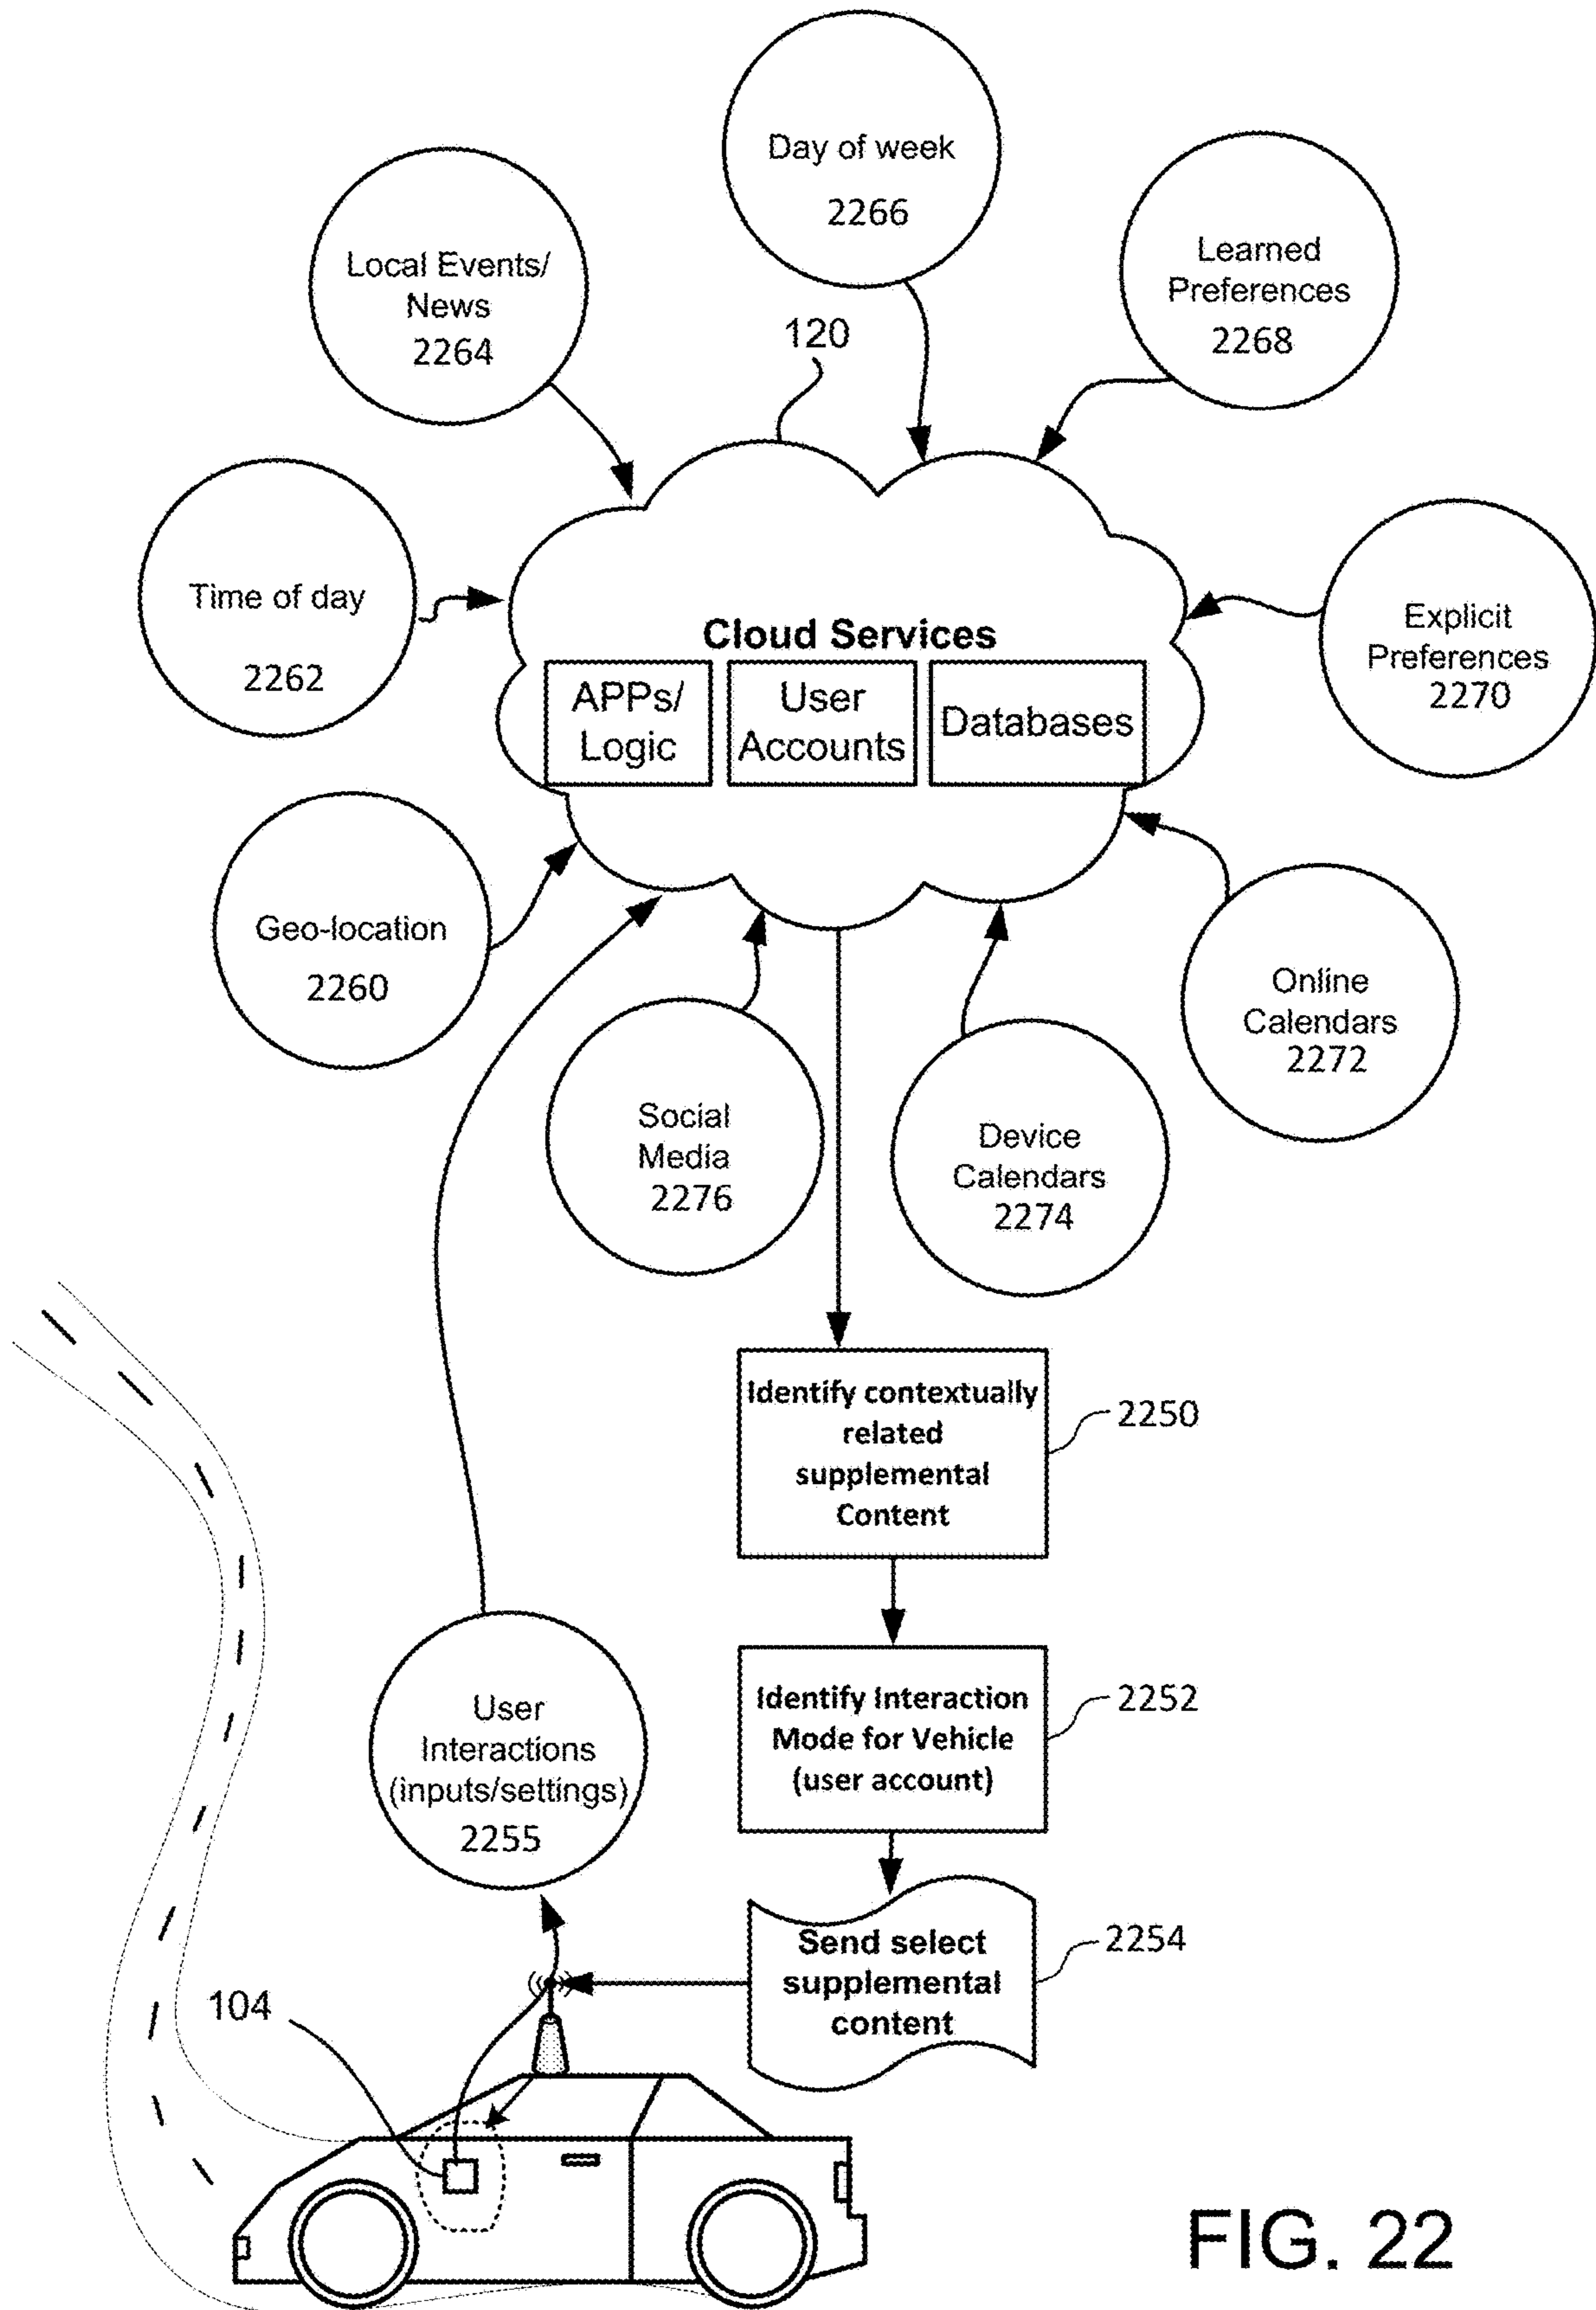 Day of week
2266
Local Events/
News
2264
Learned
Preferences
2268
120
Time of day
2262
Cloud Services
APPs/
Logic
User
Accounts
Databases
Explicit
Preferences
2270
Geo-location
2260
Online
Calendars
2272
Social
Media
2276
Device
Calendars
2274
Identify contextually
related
supplemental
Content
2250
Identify Interaction
Mode for Vehicle
(user account)
2252
User
Interactions
(inputs/settings)
2255
Send select
supplemental
content
2254
104
FIG. 22